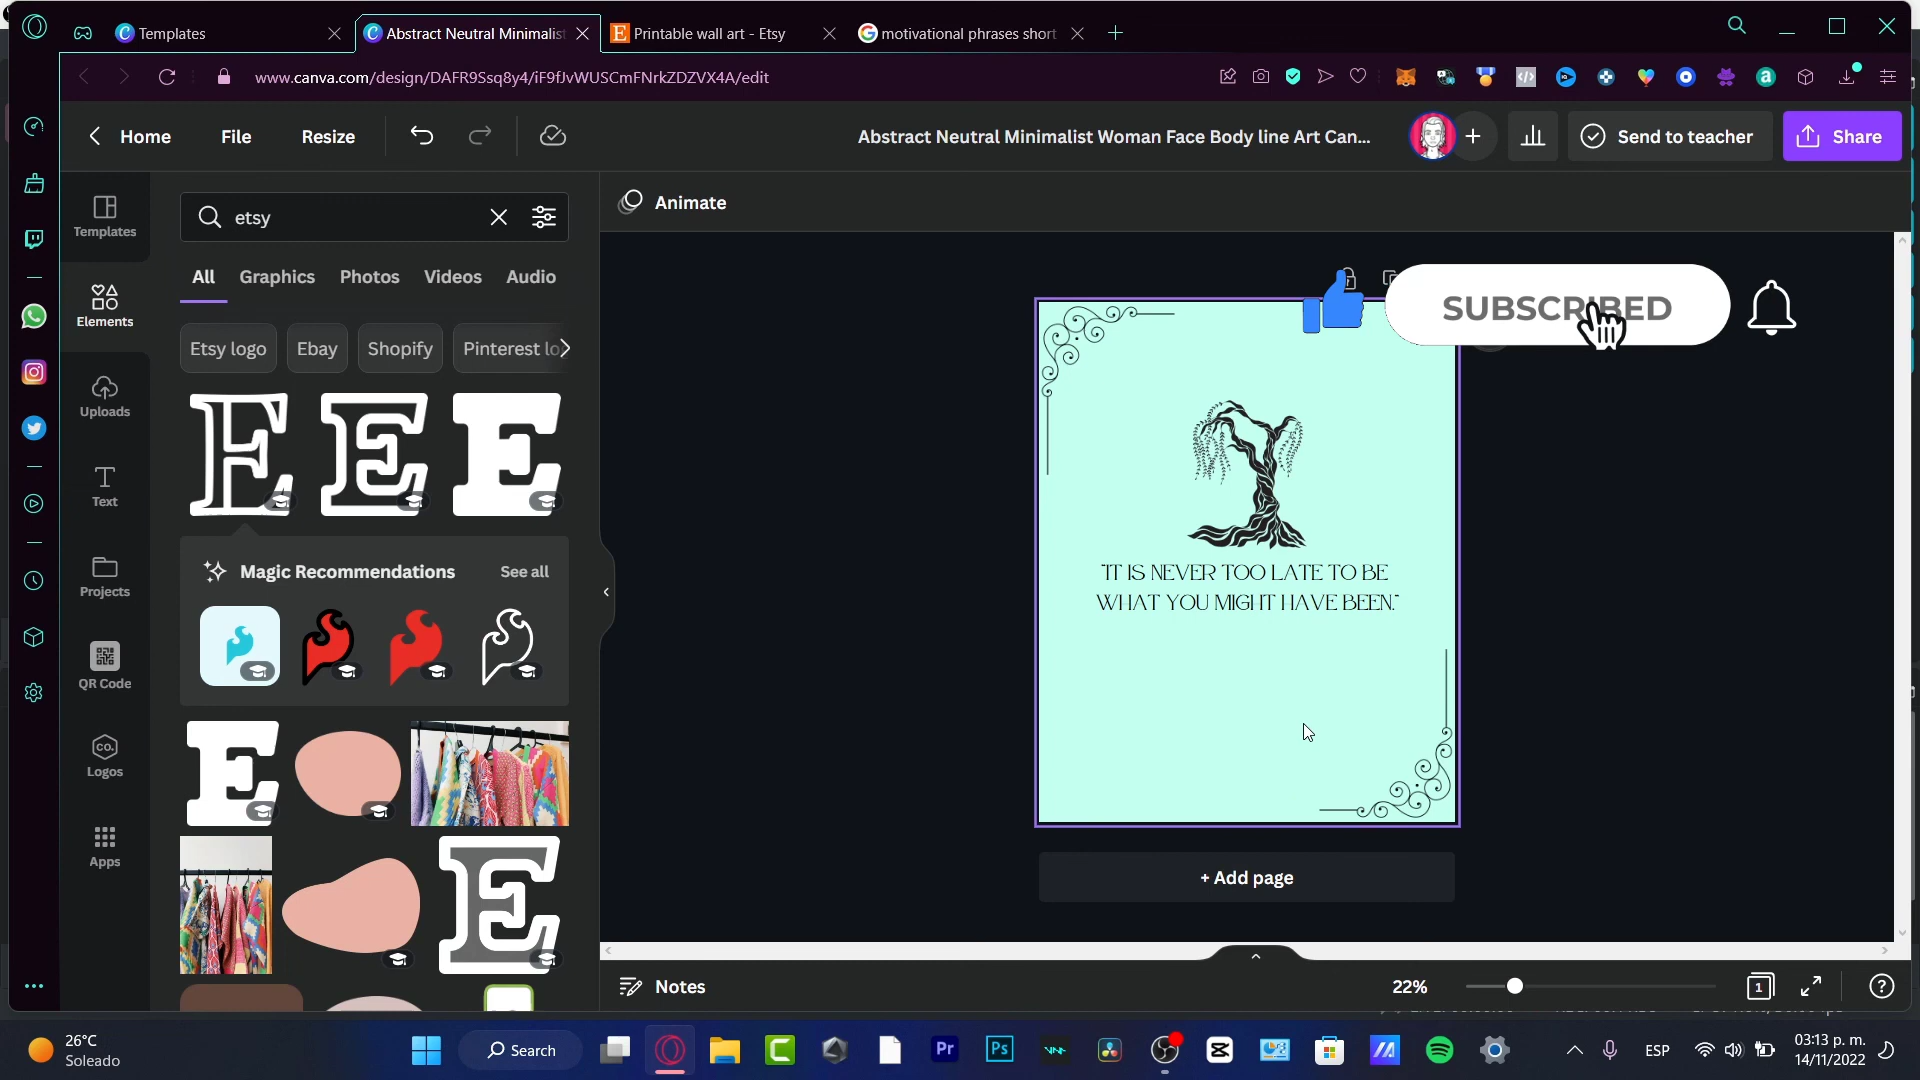 Templates
Abstract Neutral Minimalist
Printable wall art - Etsy
motivational phrases short
www.canva.com/design/DAFR9Ssq8y4/iF9fJvWUSCmFNrkZDZVX4A/edit
Home
File
Resize
Abstract Neutral Minimalist Woman Face Body line Art Can...
Send to teacher
Share
Templates
Elements
Uploads
Text
Projects
QR Code
CO.
Logos
Apps
etsy
All
Graphics
Photos
Videos
Audio
Etsy logo
Ebay
Shopify
Pinterest lo
E
E
E
Magic Recommendations
See all
E
E
Animate
SUBSCRIBED
"IT IS NEVER TOO LATE TO BE
WHAT YOU MIGHT HAVE BEEN."
+ Add page
Notes
22%
1
26°C
Soleado
Search
Pr
Ps
ESP
03:13 p. m.
14/11/2022